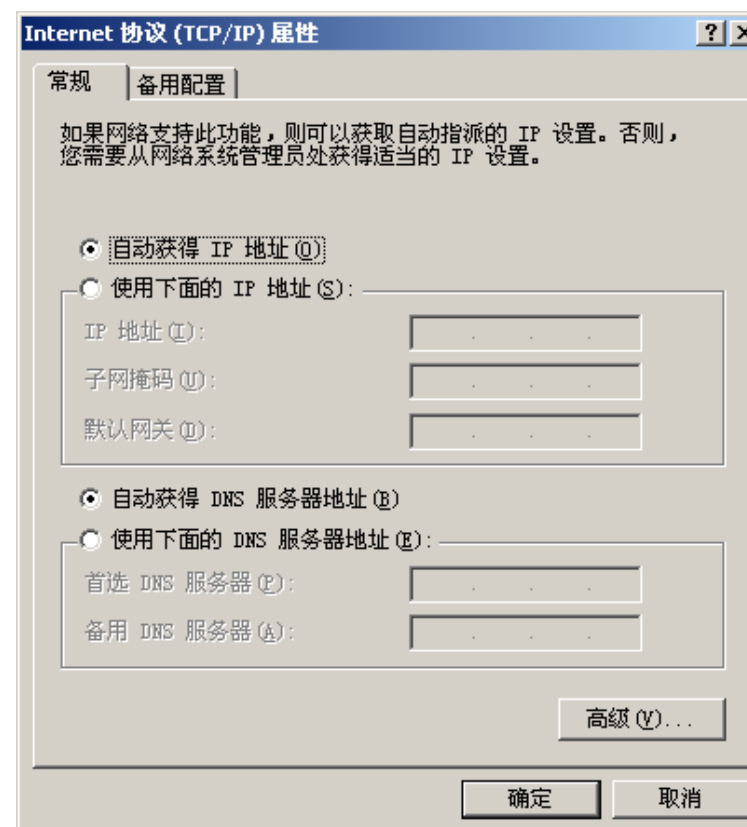 Internet 协议 (TCP/IP) 属性
?
常规
备用配置
如果网络支持此功能，则可以获取自动指派的 IP 设置。否则，
您需要从网络系统管理员处获得适当的 IP 设置。
自动获得 IP 地址(O)
使用下面的 IP 地址(S):
IP 地址(I):
子网掩码(U):
默认网关(D):
自动获得 DNS 服务器地址(B)
使用下面的 DNS 服务器地址(E):
首选 DNS 服务器(P):
备用 DNS 服务器(A):
高级(V)...
确定
取消